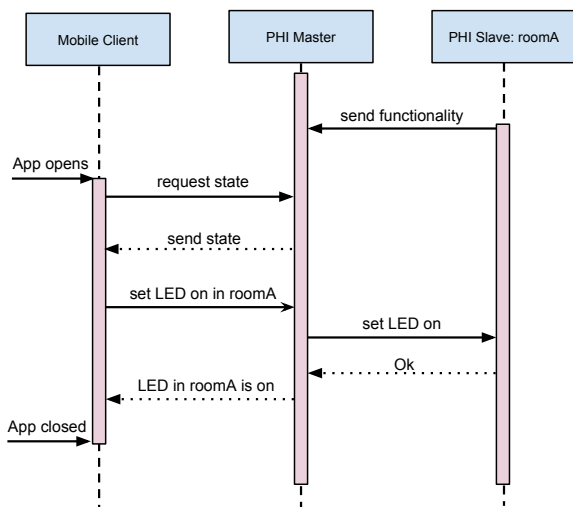 Mobile Client
PHI Master
PHI Slave: roomA
send functionality
App opens
request state
send state
set LED on in roomA
set LED on
Ok
LED in roomA is on
App closed